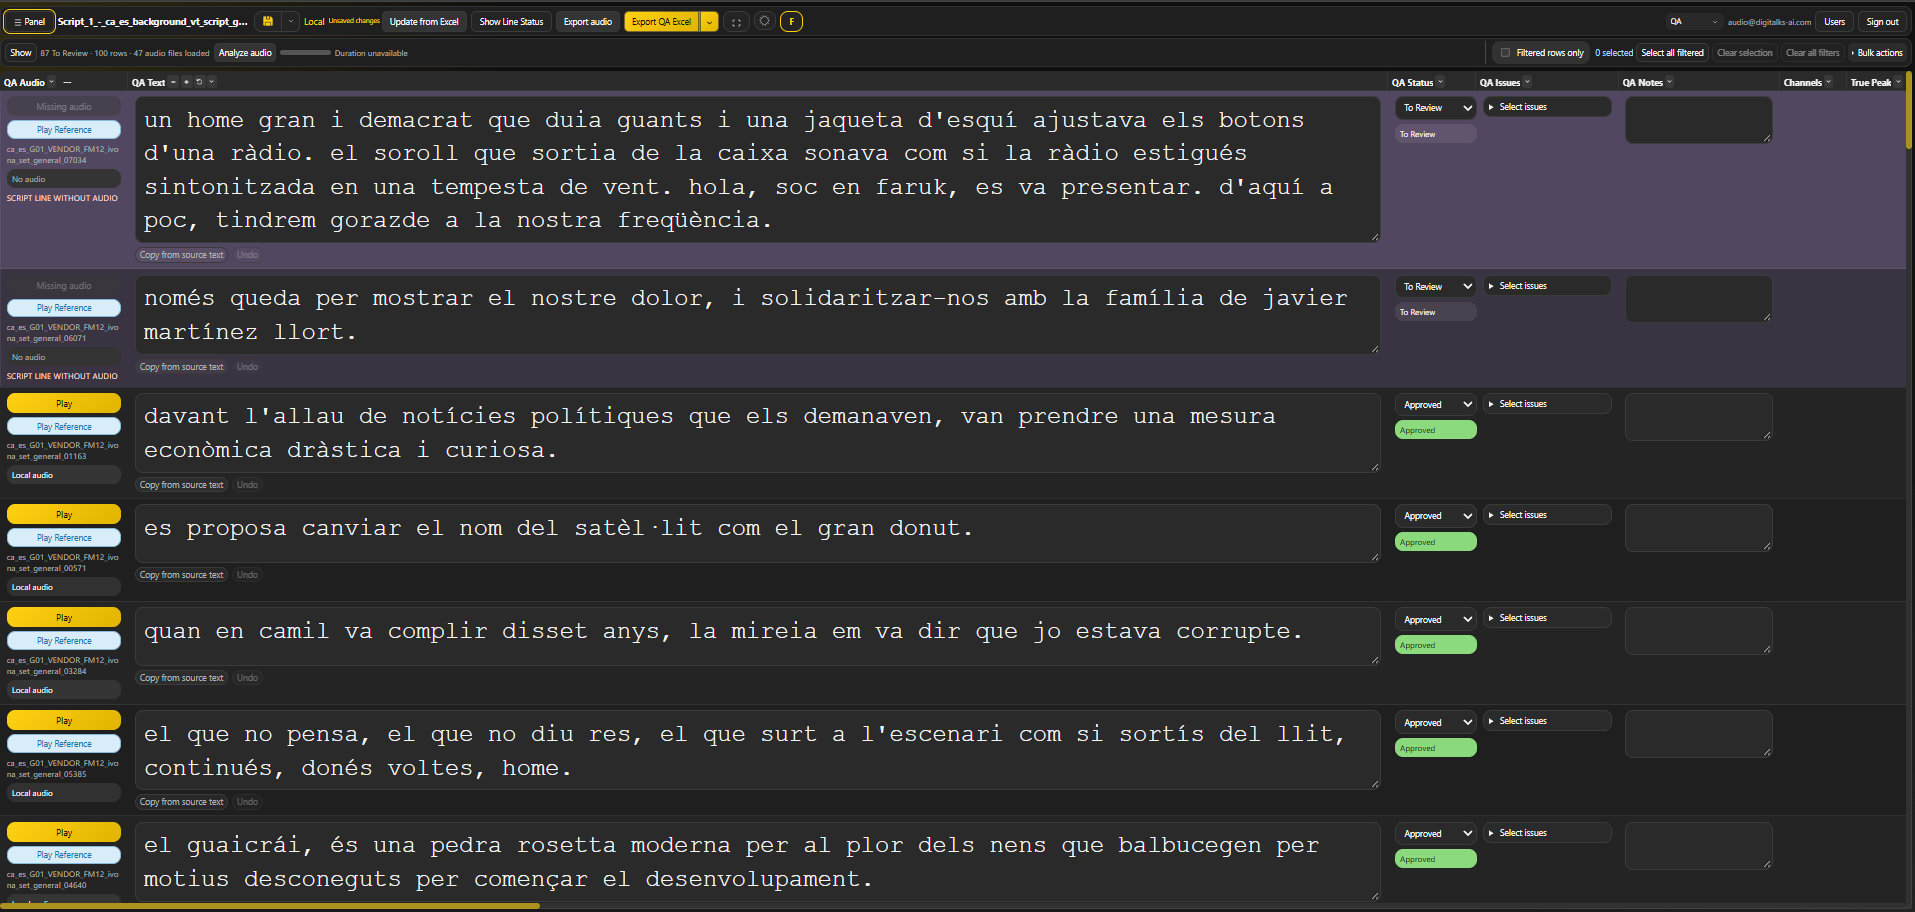 ☰ Panel
Script_1_-_ca_es_background_vt_script_g...
Local
Unsaved changes
Update from Excel
Show Line Status
Export audio
Export QA Excel
F
QA
audio@digitalks-ai.com
Users
Sign out
Show
87 To Review · 100 rows · 47 audio files loaded
Analyze audio
Duration unavailable
Filtered rows only
0 selected
Select all filtered
Clear selection
Clear all filters
Bulk actions
QA Audio
QA Text
QA Status
QA Issues
QA Notes
Channels
True Peak
Missing audio
Play Reference
ca_es_G01_VENDOR_FM12_ivo
na_set_general_07034
No audio
SCRIPT LINE WITHOUT AUDIO
un home gran i demacrat que duia guants i una jaqueta d'esquí ajustava els botons
d'una ràdio. el soroll que sortia de la caixa sonava com si la ràdio estigués
sintonitzada en una tempesta de vent. hola, soc en faruk, es va presentar. d'aquí a
poc, tindrem gorazde a la nostra freqüència.
Copy from source text
Undo
To Review
To Review
Select issues
Missing audio
Play Reference
ca_es_G01_VENDOR_FM12_ivo
na_set_general_06071
No audio
SCRIPT LINE WITHOUT AUDIO
només queda per mostrar el nostre dolor, i solidaritzar-nos amb la família de javier
martínez llort.
Copy from source text
Undo
To Review
To Review
Select issues
Play
Play Reference
ca_es_G01_VENDOR_FM12_ivo
na_set_general_01163
Local audio
davant l'allau de notícies polítiques que els demanaven, van prendre una mesura
econòmica dràstica i curiosa.
Copy from source text
Undo
Approved
Approved
Select issues
Play
Play Reference
ca_es_G01_VENDOR_FM12_ivo
na_set_general_00571
Local audio
es proposa canviar el nom del satèl·lit com el gran donut.
Copy from source text
Undo
Approved
Approved
Select issues
Play
Play Reference
ca_es_G01_VENDOR_FM12_ivo
na_set_general_03284
Local audio
quan en camil va complir disset anys, la mireia em va dir que jo estava corrupte.
Copy from source text
Undo
Approved
Approved
Select issues
Play
Play Reference
ca_es_G01_VENDOR_FM12_ivo
na_set_general_05385
Local audio
el que no pensa, el que no diu res, el que surt a l'escenari com si sortís del llit,
continués, donés voltes, home.
Copy from source text
Undo
Approved
Approved
Select issues
Play
Play Reference
ca_es_G01_VENDOR_FM12_ivo
na_set_general_04640
el guaicrái, és una pedra rosetta moderna per al plor dels nens que balbucegen per
motius desconeguts per començar el desenvolupament.
Approved
Approved
Select issues